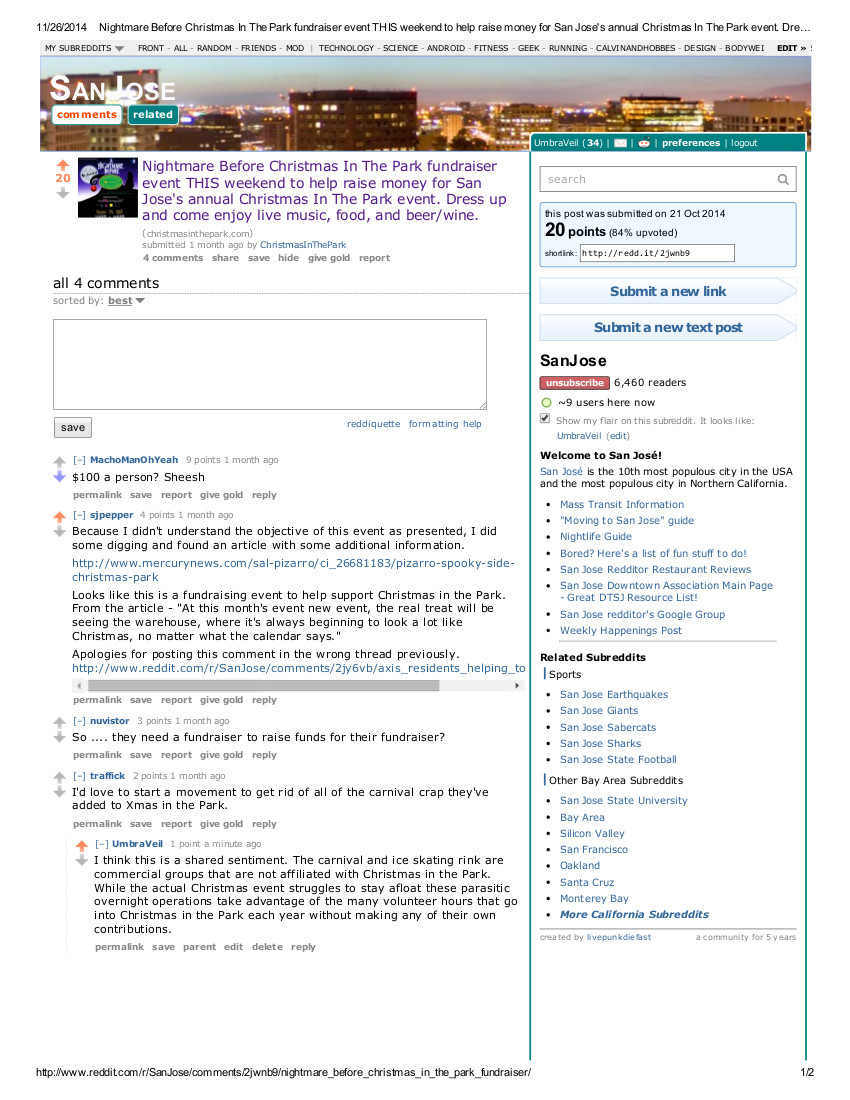 11/26/2014 Nightmare Before Christmas In The Park fundraiser event THIS weekend to help raise money for San Jose's annual Christmas In The Park event. Dre…
MY SUBREDDITS FRONT - ALL - RANDOM - FRIENDS - MOD | TECHNOLOGY - SCIENCE - ANDROID - FITNESS - GEEK - RUNNING - CALVINANDHOBBES - DESIGN - BODYWEI EDIT »
SANJOSE
comments related
UmbraVeil (34) | | | preferences | logout
20
Nightmare Before Christmas In The Park fundraiser
event THIS weekend to help raise money for San
Jose's annual Christmas In The Park event. Dress up
and come enjoy live music, food, and beer/wine.
(christmasinthepark.com)
submitted 1 month ago by ChristmasInThePark
4 comments share save hide give gold report
all 4 comments
sorted by: best
save
reddiquette formatting help
[–] MachoManOhYeah 9 points 1 month ago
$100 a person? Sheesh
permalink save report give gold reply
[–] sjpepper 4 points 1 month ago
Because I didn't understand the objective of this event as presented, I did
some digging and found an article with some additional information.
http://www.mercurynews.com/sal-pizarro/ci_26681183/pizarro-spooky-side-
christmas-park
Looks like this is a fundraising event to help support Christmas in the Park.
From the article - "At this month's event new event, the real treat will be
seeing the warehouse, where it's always beginning to look a lot like
Christmas, no matter what the calendar says."
Apologies for posting this comment in the wrong thread previously.
http://www.reddit.com/r/SanJose/comments/2jy6vb/axis_residents_helping_to
permalink save report give gold reply
[–] nuvistor 3 points 1 month ago
So .... they need a fundraiser to raise funds for their fundraiser?
permalink save report give gold reply
[–] traffick 2 points 1 month ago
I'd love to start a movement to get rid of all of the carnival crap they've
added to Xmas in the Park.
permalink save report give gold reply
[–] UmbraVeil 1 point a minute ago
I think this is a shared sentiment. The carnival and ice skating rink are
commercial groups that are not affiliated with Christmas in the Park.
While the actual Christmas event struggles to stay afloat these parasitic
overnight operations take advantage of the many volunteer hours that go
into Christmas in the Park each year without making any of their own
contributions.
permalink save parent edit delete reply
search
this post was submitted on 21 Oct 2014
20 points (84% upvoted)
shortlink: http://redd.it/2jwnb9
Submit a new link
Submit a new text post
SanJose
unsubscribe 6,460 readers
~9 users here now
Show my flair on this subreddit. It looks like:
UmbraVeil (edit)
Welcome to San José!
San José is the 10th most populous city in the USA
and the most populous city in Northern California.
• Mass Transit Information
• "Moving to San Jose" guide
• Nightlife Guide
• Bored? Here's a list of fun stuff to do!
• San Jose Redditor Restaurant Reviews
• San Jose Downtown Association Main Page
- Great DTSJ Resource List!
• San Jose redditor's Google Group
• Weekly Happenings Post
Related Subreddits
Sports
• San Jose Earthquakes
• San Jose Giants
• San Jose Sabercats
• San Jose Sharks
• San Jose State Football
Other Bay Area Subreddits
• San Jose State University
• Bay Area
• Silicon Valley
• San Francisco
• Oakland
• Santa Cruz
• Monterey Bay
• More California Subreddits
created by livepunkdiefast a community for 5 years
http://www.reddit.com/r/SanJose/comments/2jwnb9/nightmare_before_christmas_in_the_park_fundraiser/ 1/2